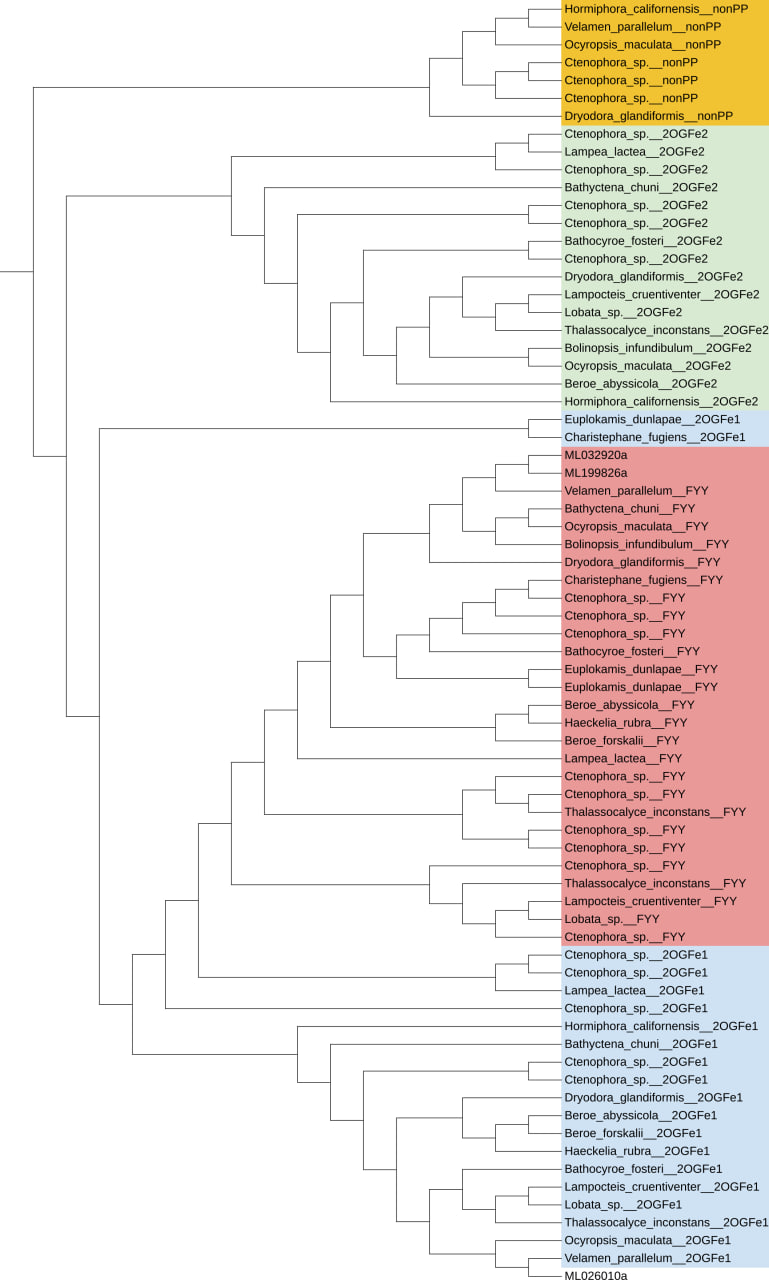 Hormiphora_californensis__nonPP
Velamen_parallelum__nonPP
Ocyropsis_maculata__nonPP
Ctenophora_sp.__nonPP
Ctenophora_sp.__nonPP
Ctenophora_sp.__nonPP
Dryodora_glandiformis__nonPP
Ctenophora_sp.__2OGFe2
Lampea_lactea__2OGFe2
Ctenophora_sp.__2OGFe2
Bathyctena_chuni__2OGFe2
Ctenophora_sp.__2OGFe2
Ctenophora_sp.__2OGFe2
Bathocyroe_fosteri__2OGFe2
Ctenophora_sp.__2OGFe2
Dryodora_glandiformis__2OGFe2
Lampocteis_cruentiventer__2OGFe2
Lobata_sp.__2OGFe2
Thalassocalyce_inconstans__2OGFe2
Bolinopsis_infundibulum__2OGFe2
Ocyropsis_maculata__2OGFe2
Beroe_abyssicola__2OGFe2
Hormiphora_californensis__2OGFe2
Euplokamis_dunlapae__2OGFe1
Charistephane_fugiens__2OGFe1
ML032920a
ML199826a
Velamen_parallelum__FYY
Bathyctena_chuni__FYY
Ocyropsis_maculata__FYY
Bolinopsis_infundibulum__FYY
Dryodora_glandiformis__FYY
Charistephane_fugiens__FYY
Ctenophora_sp.__FYY
Ctenophora_sp.__FYY
Ctenophora_sp.__FYY
Bathocyroe_fosteri__FYY
Euplokamis_dunlapae__FYY
Euplokamis_dunlapae__FYY
Beroe_abyssicola__FYY
Haeckelia_rubra__FYY
Beroe_forskalii__FYY
Lampea_lactea__FYY
Ctenophora_sp.__FYY
Ctenophora_sp.__FYY
Thalassocalyce_inconstans__FYY
Ctenophora_sp.__FYY
Ctenophora_sp.__FYY
Ctenophora_sp.__FYY
Thalassocalyce_inconstans__FYY
Lampocteis_cruentiventer__FYY
Lobata_sp.__FYY
Ctenophora_sp.__FYY
Ctenophora_sp.__2OGFe1
Ctenophora_sp.__2OGFe1
Lampea_lactea__2OGFe1
Ctenophora_sp.__2OGFe1
Hormiphora_californensis__2OGFe1
Bathyctena_chuni__2OGFe1
Ctenophora_sp.__2OGFe1
Ctenophora_sp.__2OGFe1
Dryodora_glandiformis__2OGFe1
Beroe_abyssicola__2OGFe1
Beroe_forskalii__2OGFe1
Haeckelia_rubra__2OGFe1
Bathocyroe_fosteri__2OGFe1
Lampocteis_cruentiventer__2OGFe1
Lobata_sp.__2OGFe1
Thalassocalyce_inconstans__2OGFe1
Ocyropsis_maculata__2OGFe1
Velamen_parallelum__2OGFe1
ML026010a